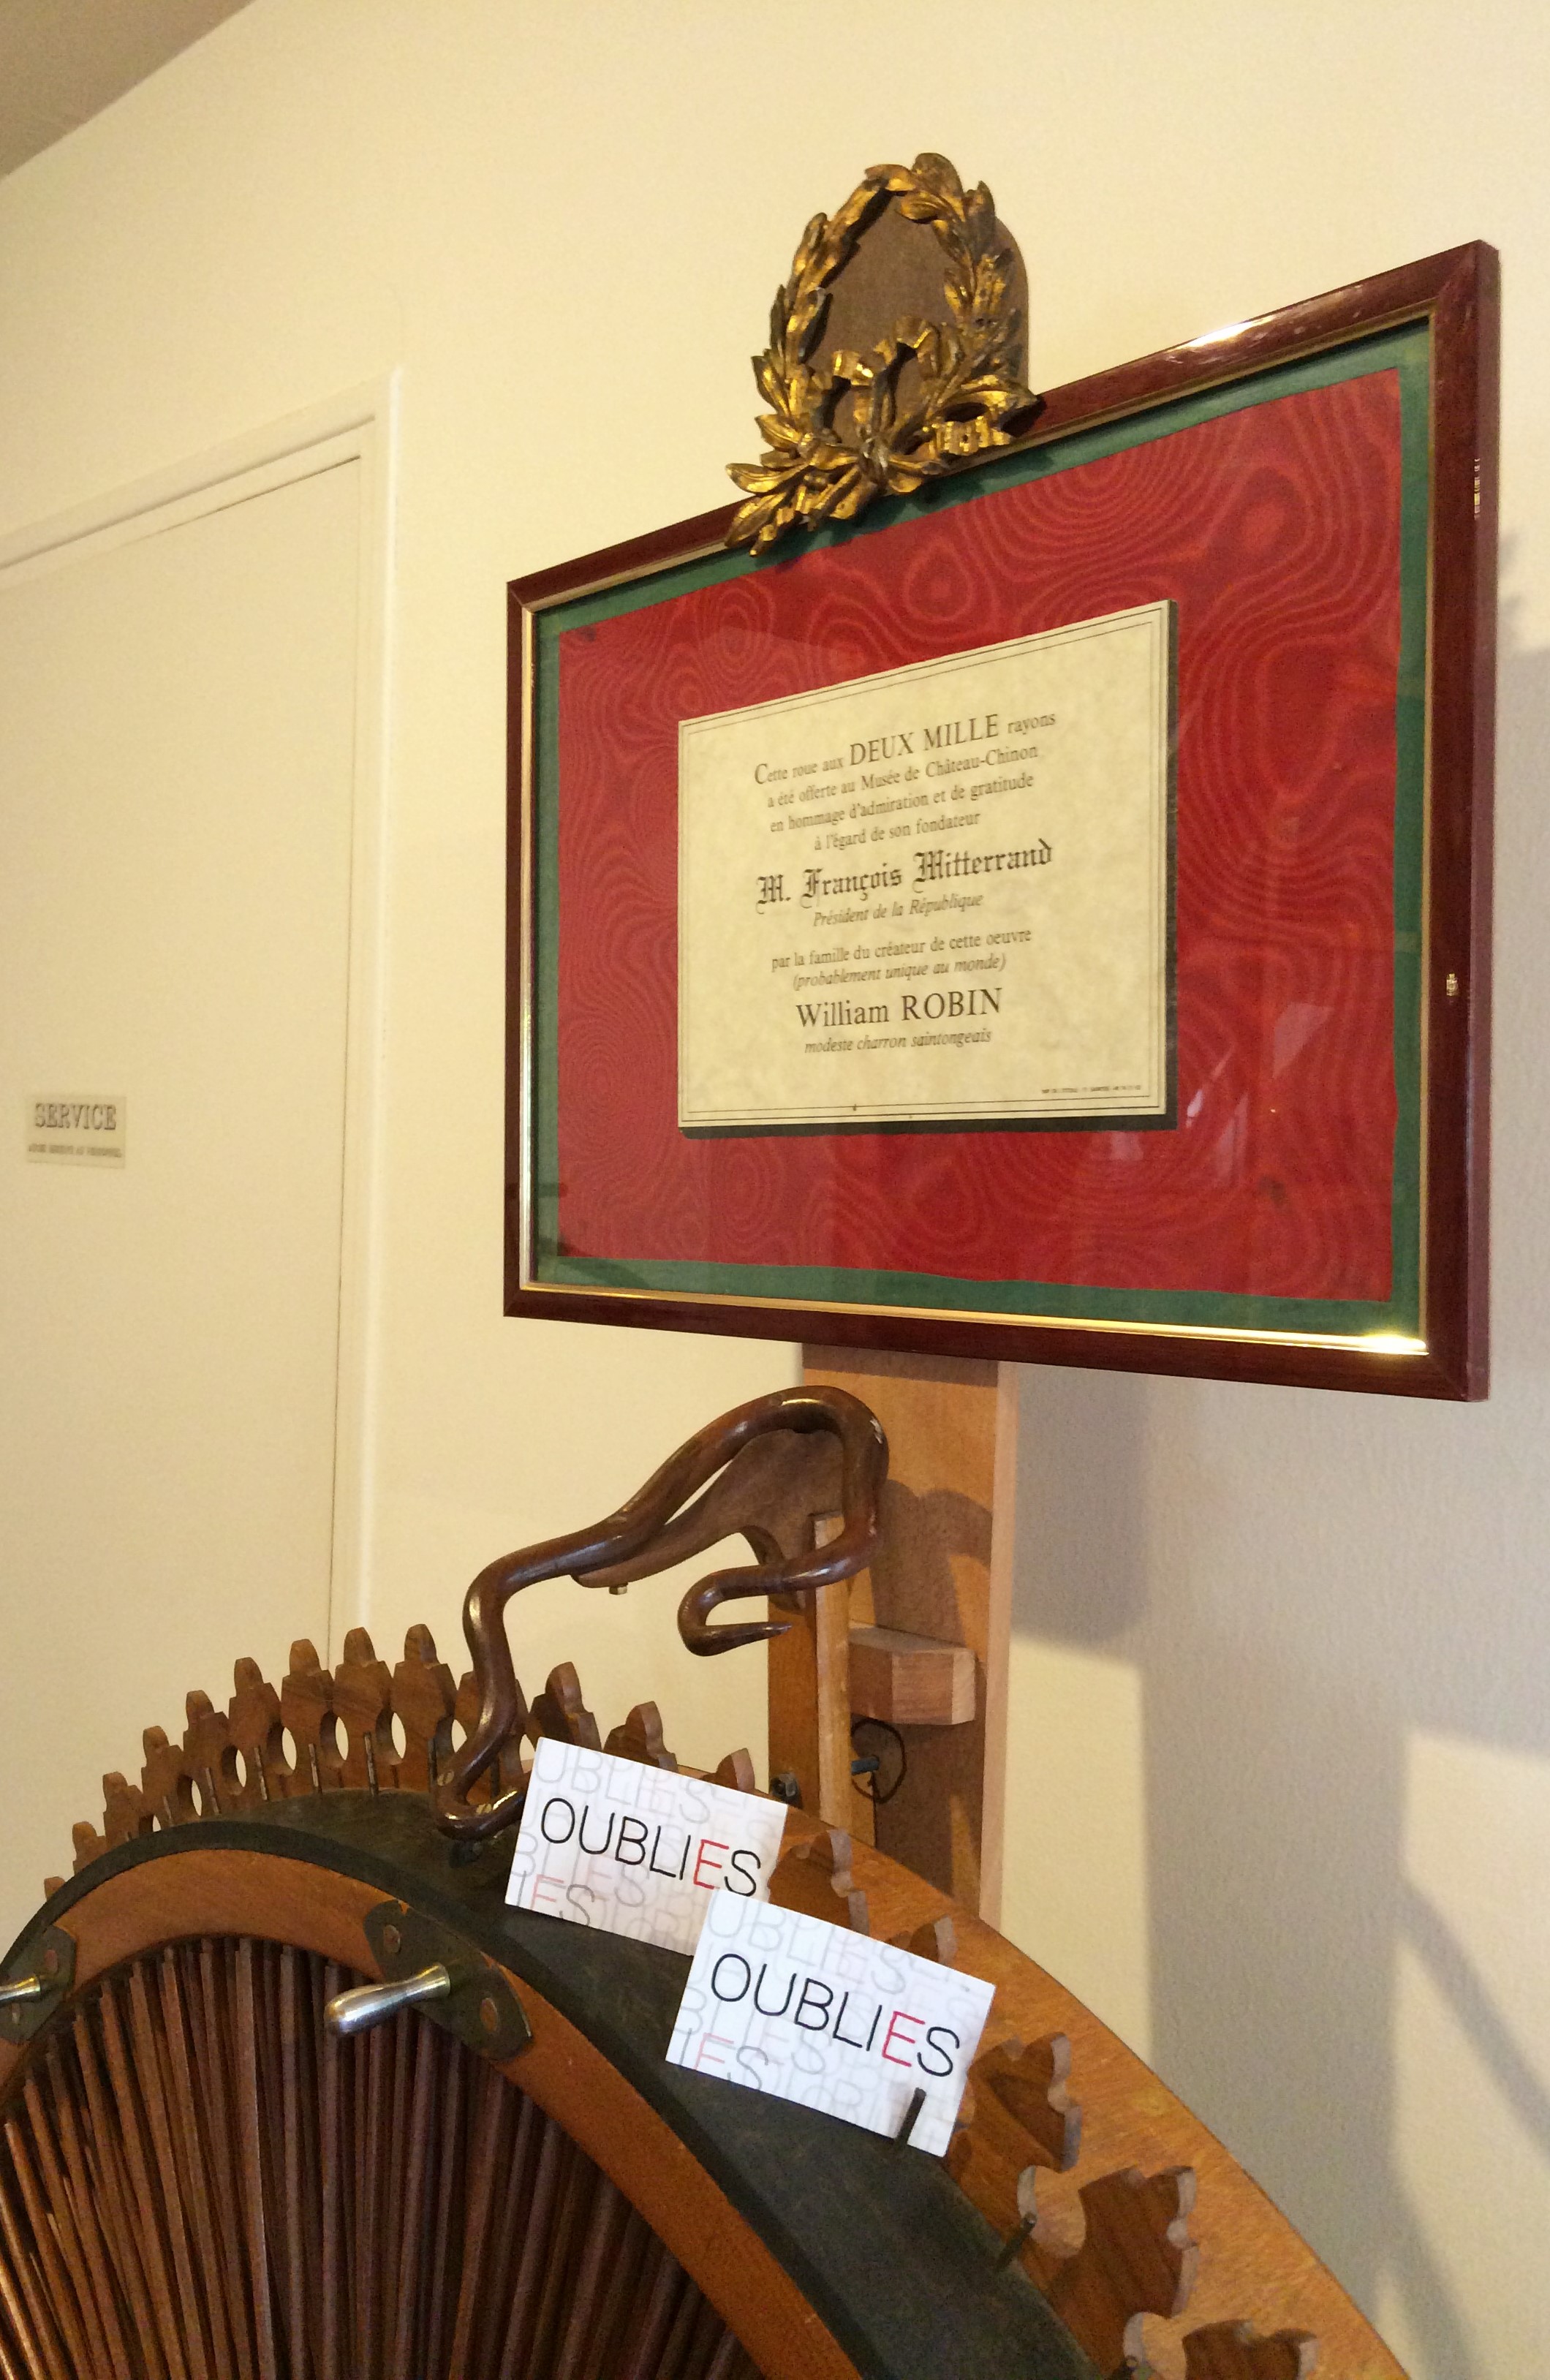 Cette roue aux DEUX MILLE rayons
a été offerte au Musée de Château-Chinon
en hommage d'admiration et de gratitude
à l'égard de son fondateur
M. François Mitterrand
Président de la République
par la famille du créateur de cette oeuvre
(probablement unique au monde)
William ROBIN
modeste charron saintongeais
SERVICE
OUBLIES
OUBLIES